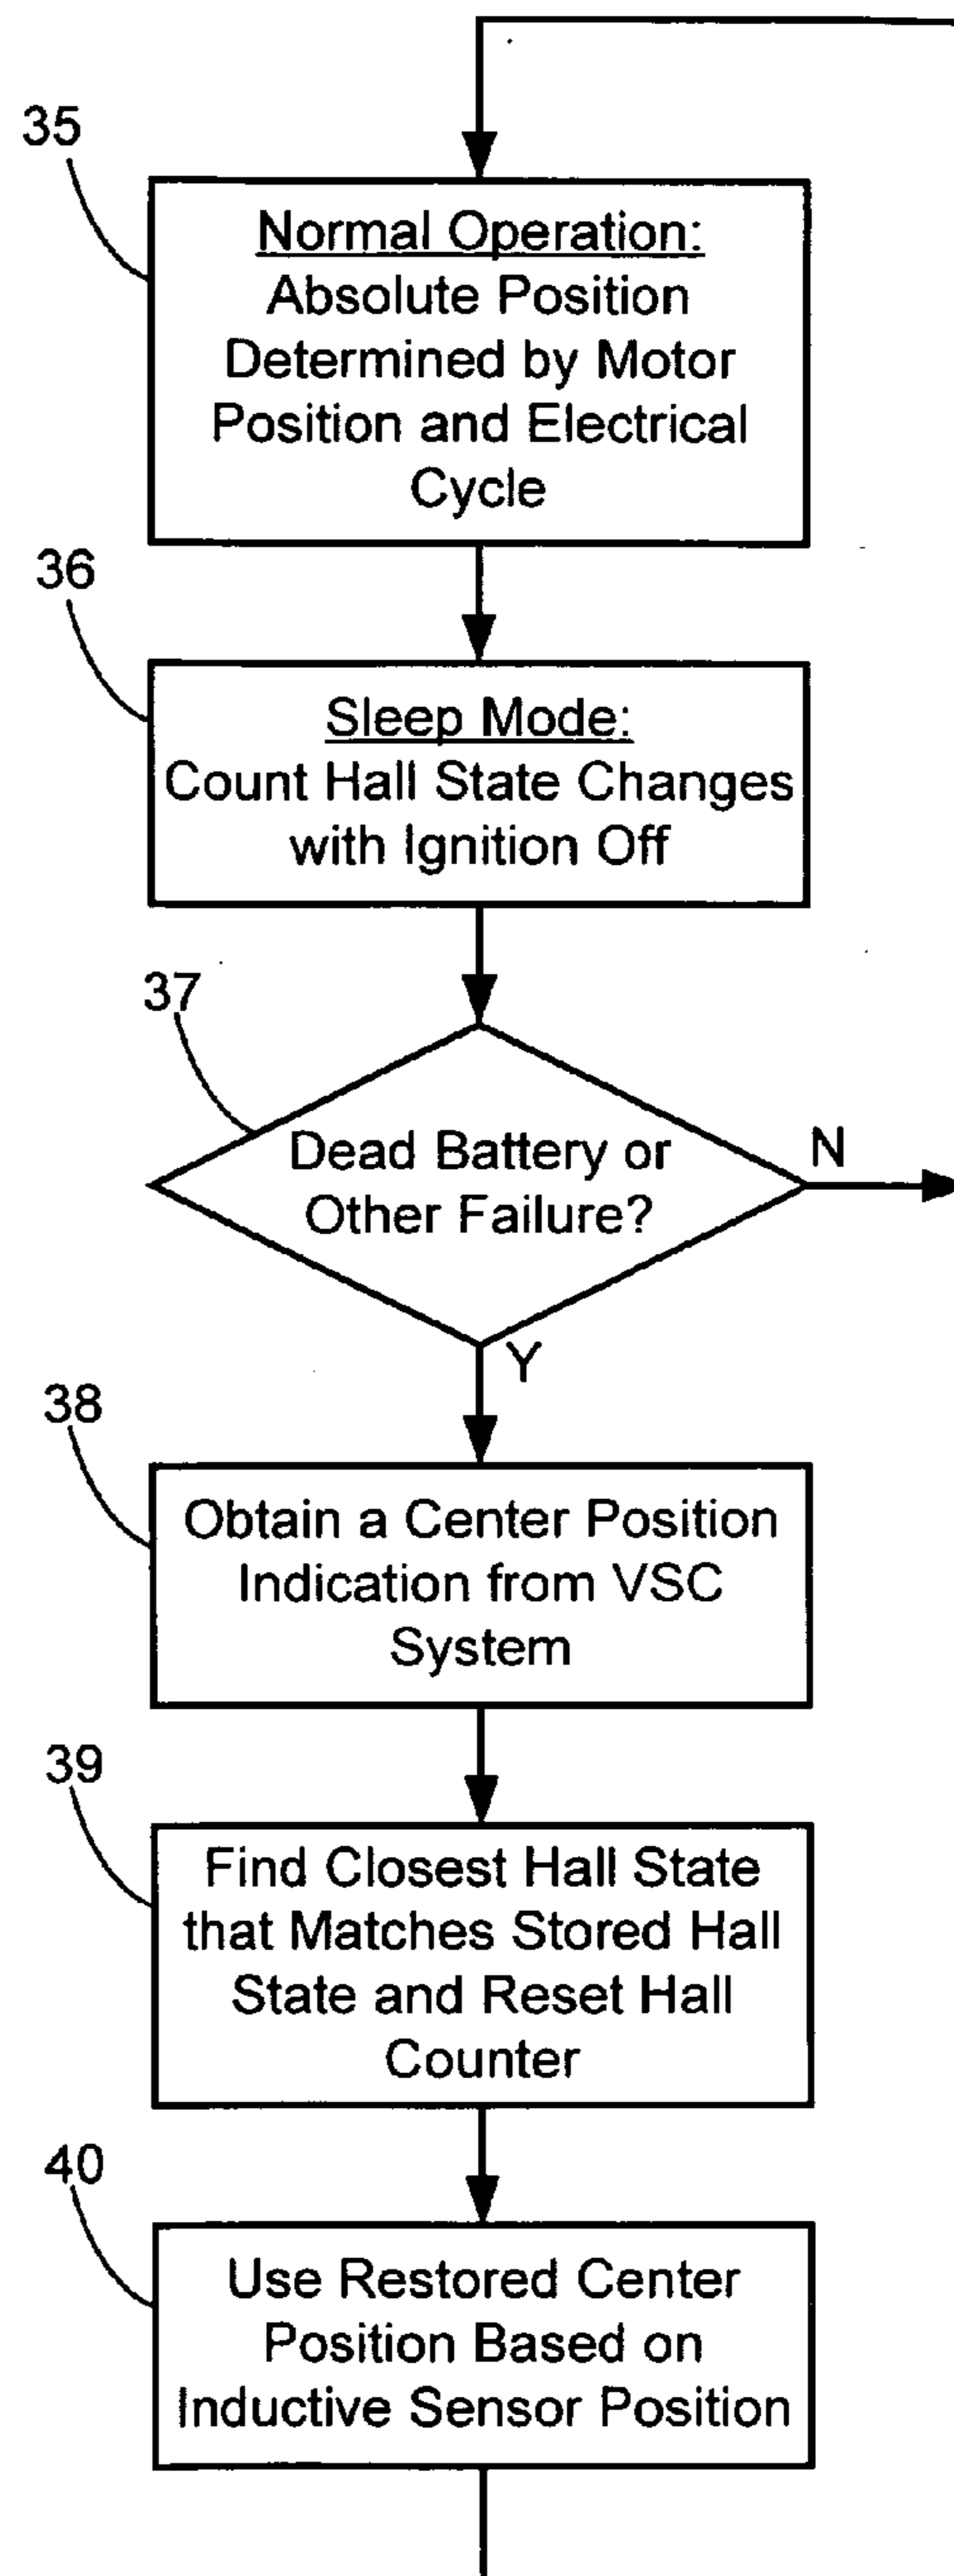 35
Normal Operation:
Absolute Position
Determined by Motor
Position and Electrical
Cycle
36
Sleep Mode:
Count Hall State Changes
with Ignition Off
37
Dead Battery or
Other Failure?
N
Y
38
Obtain a Center Position
Indication from VSC
System
39
Find Closest Hall State
that Matches Stored Hall
State and Reset Hall
Counter
40
Use Restored Center
Position Based on
Inductive Sensor Position